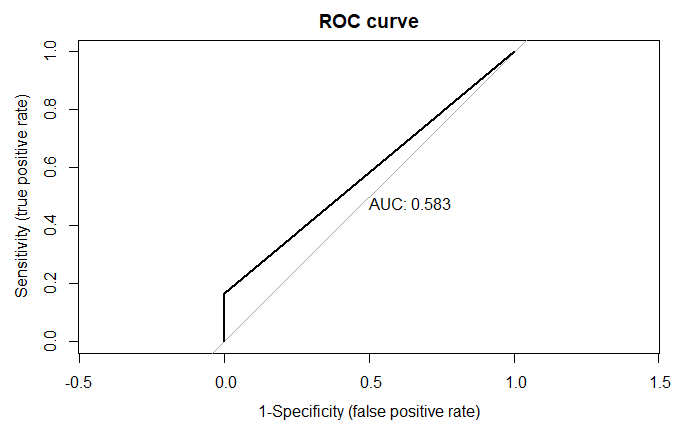 ROC curve
Sensitivity (true positive rate)
1.0
0.8
0.6
0.4
0.2
0.0
AUC: 0.583
-0.5
0.0
0.5
1.0
1.5
1-Specificity (false positive rate)